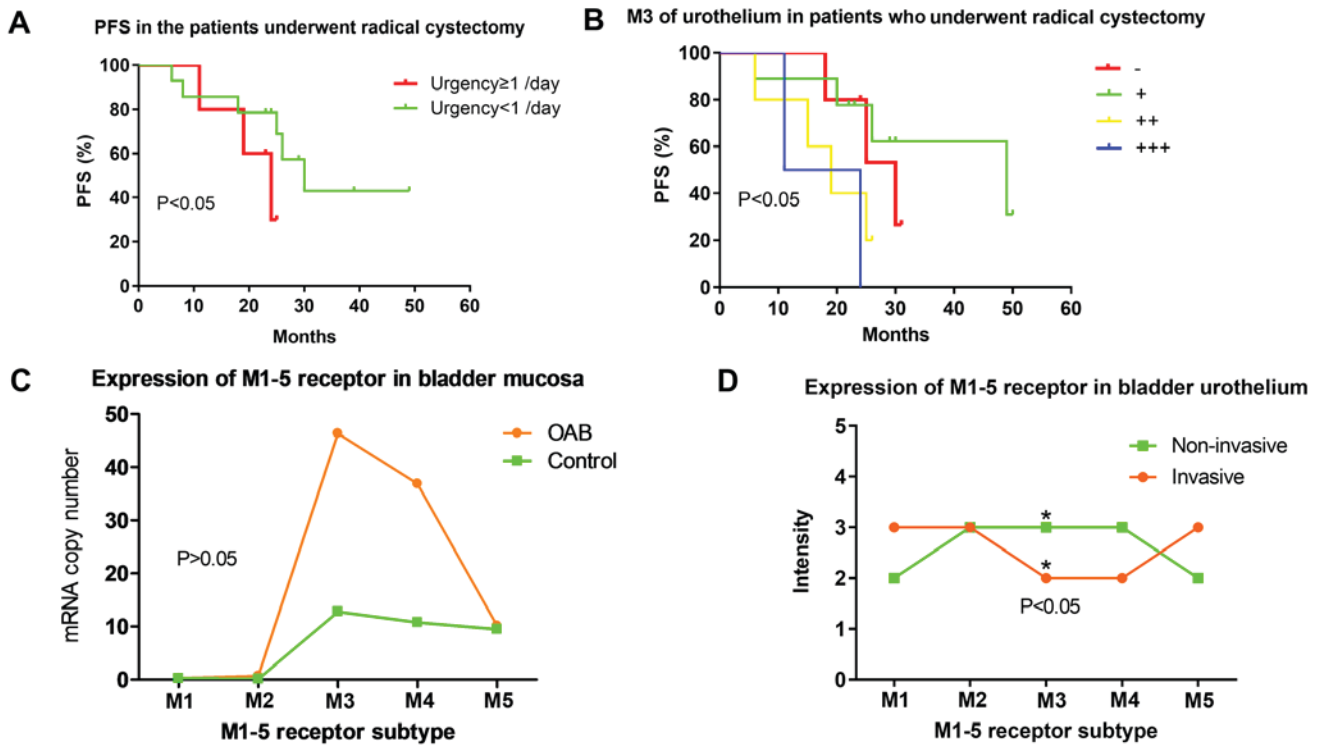 A
PFS in the patients underwent radical cystectomy
100
80
60
40
20
0
PFS (%)
P<0.05
Urgency≥1 /day
Urgency<1 /day
0 10 20 30 40 50 60
Months
B
M3 of urothelium in patients who underwent radical cystectomy
100
80
60
40
20
0
PFS (%)
P<0.05
-
+
++
+++
0 10 20 30 40 50 60
Months
C
Expression of M1-5 receptor in bladder mucosa
50
40
30
20
10
0
mRNA copy number
P>0.05
OAB
Control
M1 M2 M3 M4 M5
M1-5 receptor subtype
D
Expression of M1-5 receptor in bladder urothelium
5
4
3
2
1
0
Intensity
Non-invasive
Invasive
*
*
P<0.05
M1 M2 M3 M4 M5
M1-5 receptor subtype